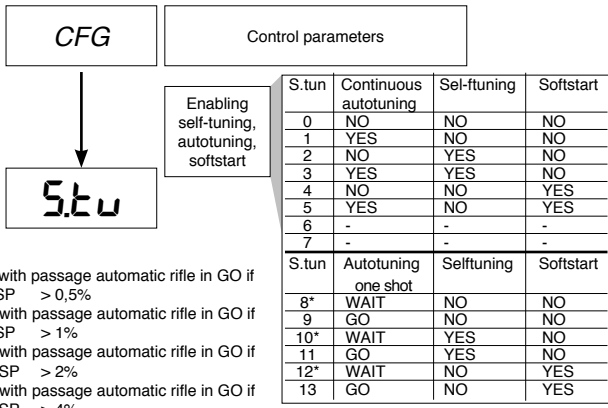 CFG
Control parameters
Enabling
self-tuning,
autotuning,
softstart
S.tu
S.tun Continuous autotuning Sel-ftuning Softstart
0 NO NO NO
1 YES NO NO
2 NO YES NO
3 YES YES NO
4 NO NO YES
5 YES NO YES
6 - - -
7 - - -
S.tun Autotuning one shot Selftuning Softstart
8* WAIT NO NO
9 GO NO NO
10* WAIT YES NO
11 GO YES NO
12* WAIT NO YES
13 GO NO YES
with passage automatic rifle in GO if
SP > 0,5%
with passage automatic rifle in GO if
SP > 1%
with passage automatic rifle in GO if
SP > 2%
with passage automatic rifle in GO if
SP > 4%